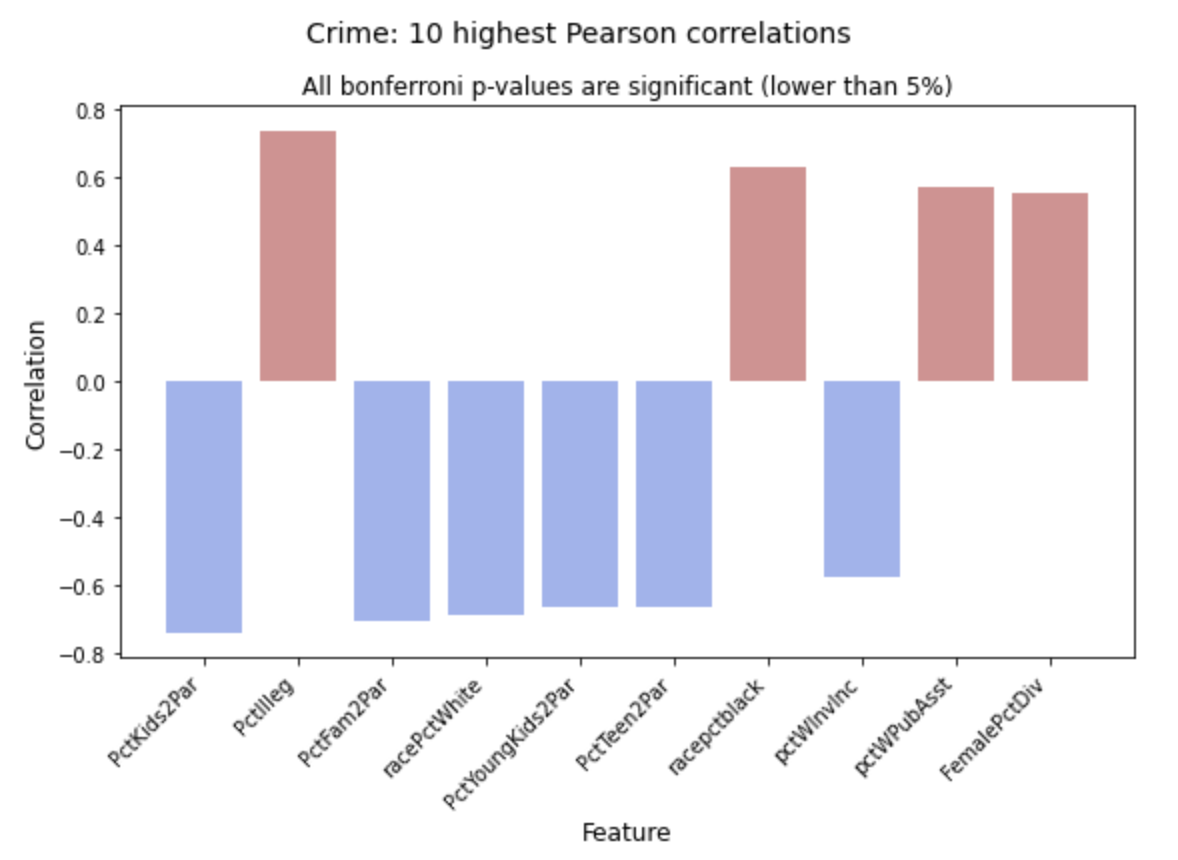 Crime: 10 highest Pearson correlations
All bonferroni p-values are significant (lower than 5%)
0.8
0.6
0.4
0.2
0.0
−0.2
−0.4
−0.6
−0.8
Correlation
PctKids2Par
PctIlleg
PctFam2Par
racePctWhite
PctYoungKids2Par
PctTeen2Par
racepctblack
pctWInvInc
pctWPubAsst
FemalePctDiv
Feature